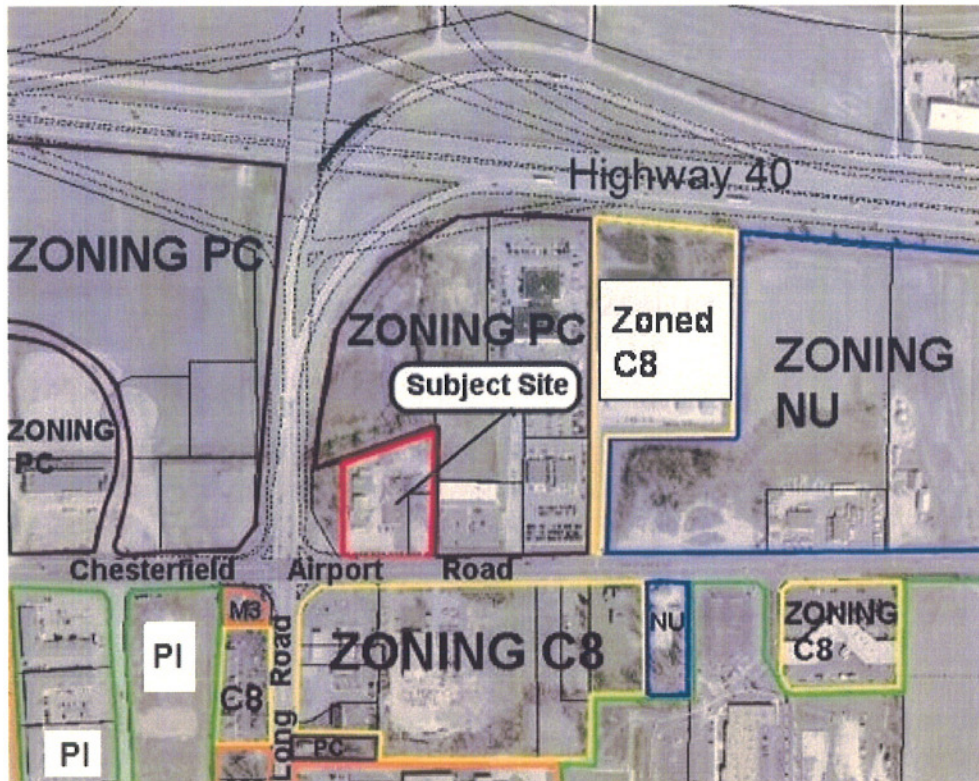 Highway 40
ZONING PC
ZONING PC
Zoned
C8
ZONING
NU
Subject Site
ZONING
PC
Chesterfield Airport Road
M3
PI
C8
Long Road
ZONING C8
NU
ZONING
C8
PC
PI